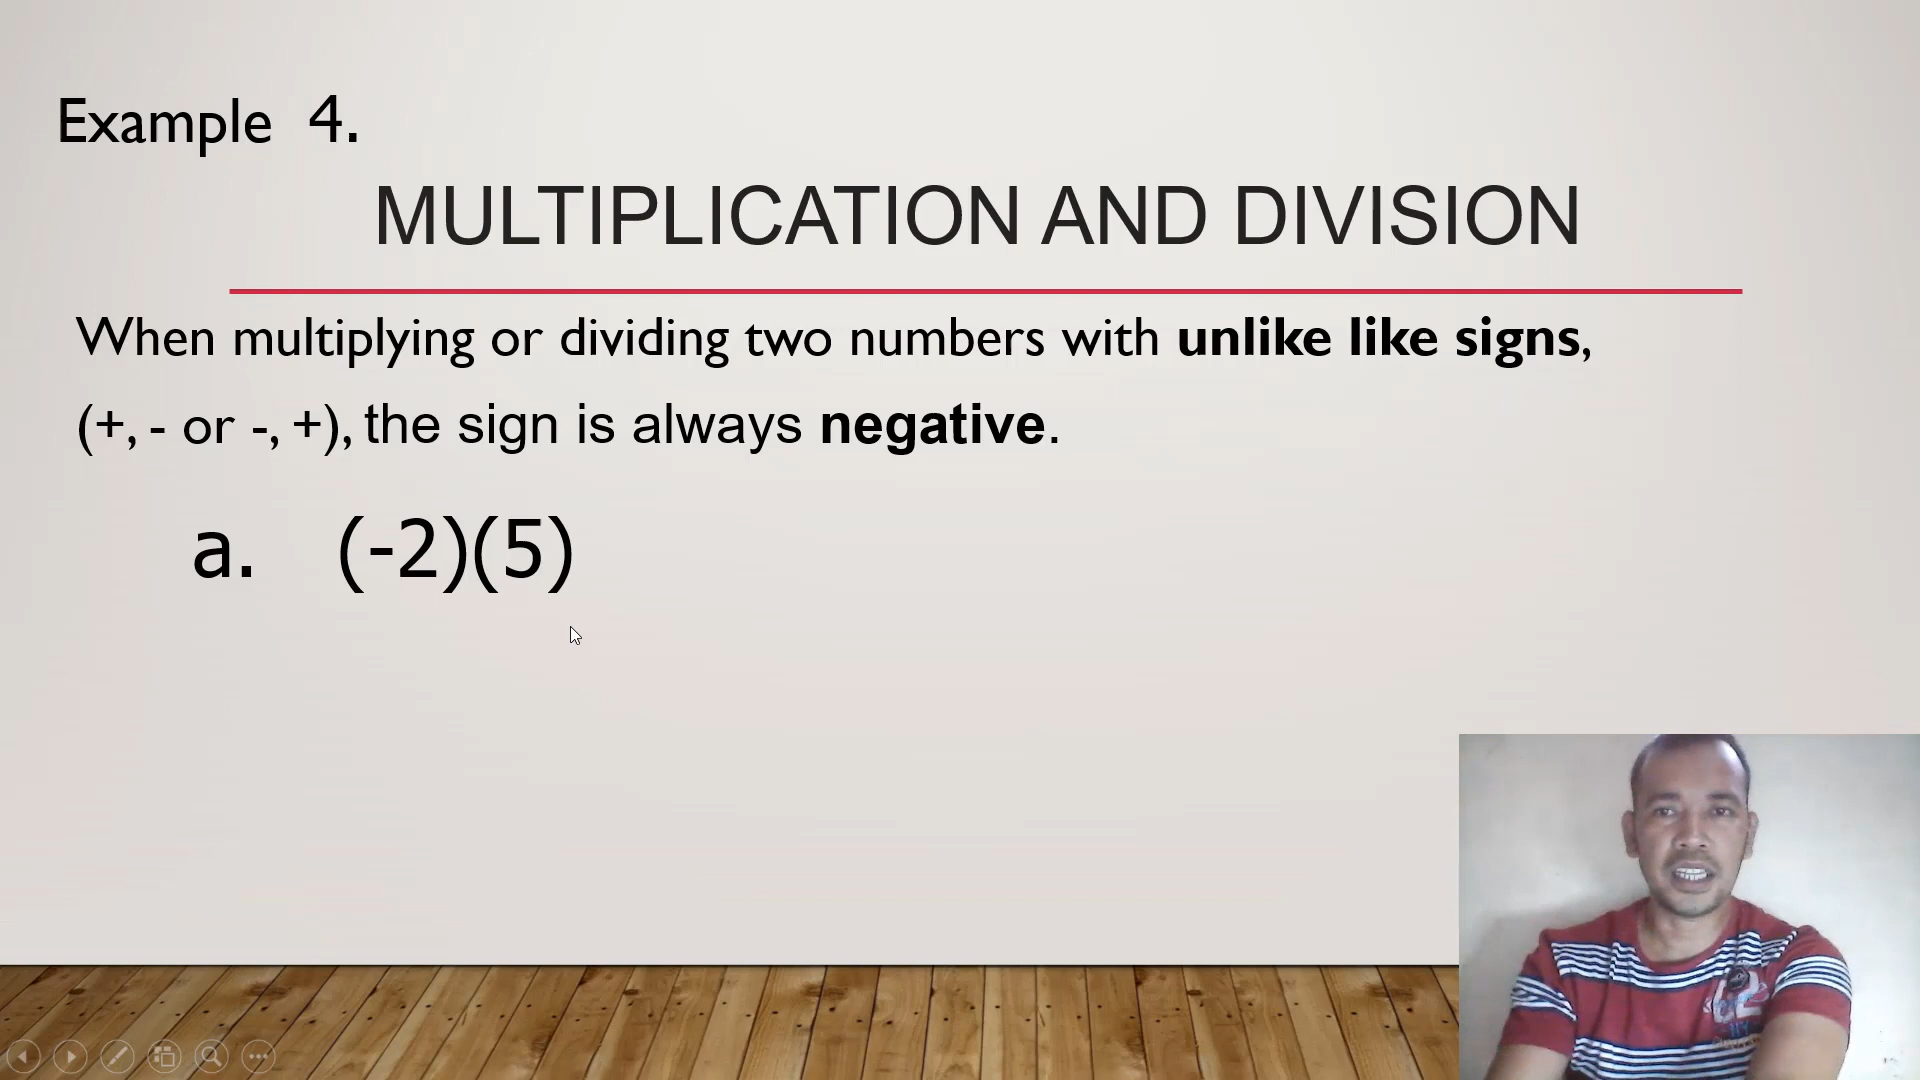 Example 4.
MULTIPLICATION AND DIVISION
When multiplying or dividing two numbers with unlike like signs,
(+, - or -, +), the sign is always negative.
a. (-2)(5)